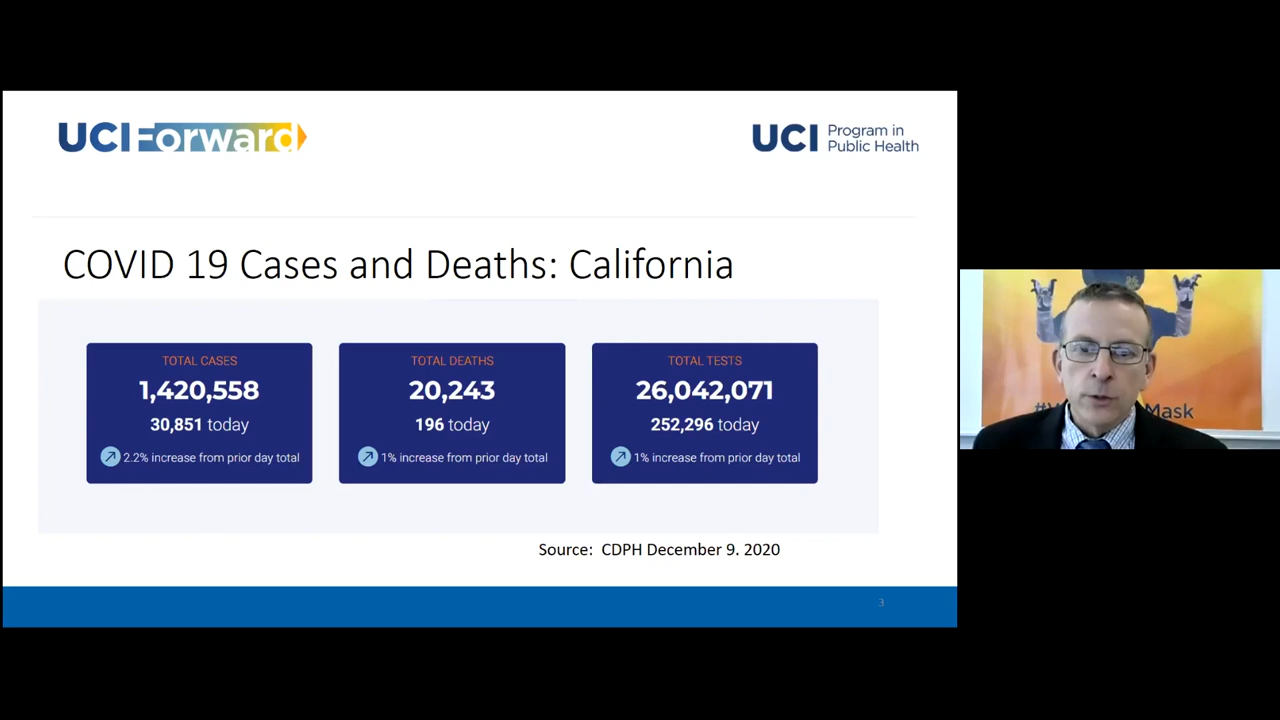 UCI Forward
UCI Program in
Public Health
COVID 19 Cases and Deaths: California
TOTAL CASES
1,420,558
30,851 today
2.2% increase from prior day total
TOTAL DEATHS
20,243
196 today
1% increase from prior day total
TOTAL TESTS
26,042,071
252,296 today
1% increase from prior day total
Source: CDPH December 9. 2020
3
Mask